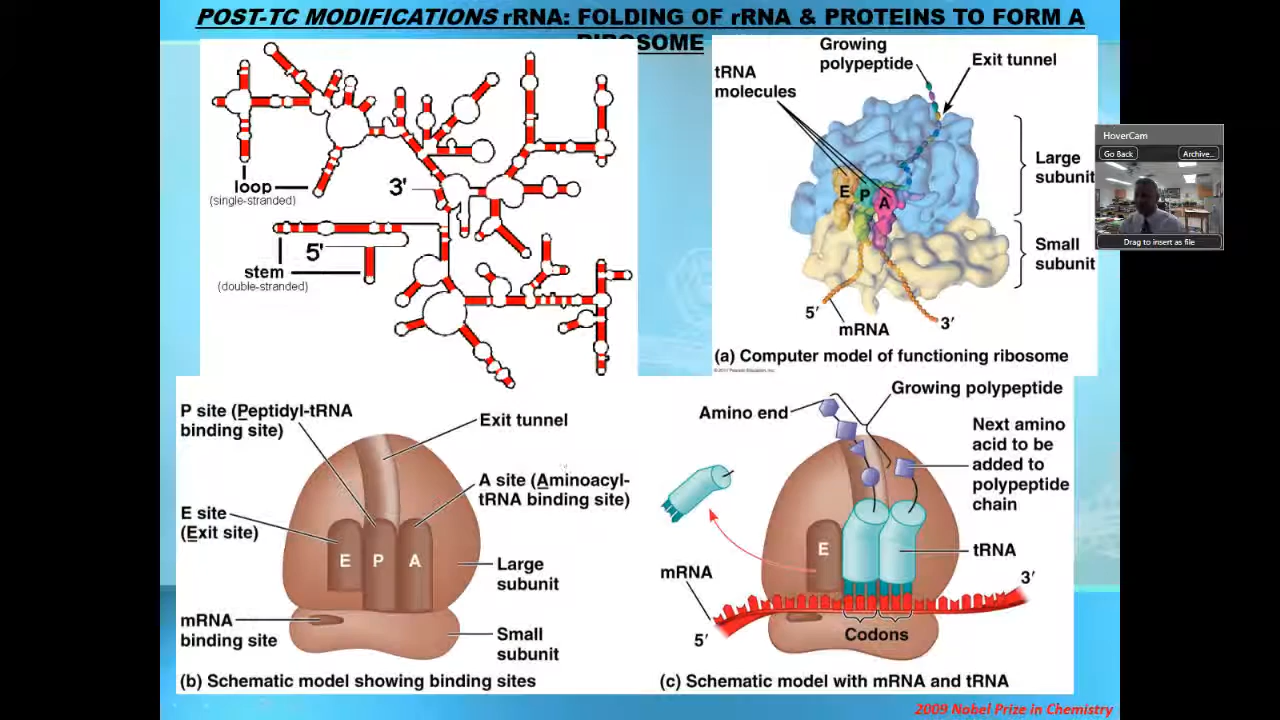 POST-TC MODIFICATIONS rRNA: FOLDING OF rRNA & PROTEINS TO FORM A
RIBOSOME
loop
(single-stranded)
3'
5'
stem
(double-stranded)
Growing
polypeptide
Exit tunnel
tRNA
molecules
E
P
A
Large
subunit
Small
subunit
5′
mRNA
3′
(a) Computer model of functioning ribosome
HoverCam
Go Back
Archive...
Drag to insert as file
P site (Peptidyl-tRNA
binding site)
Exit tunnel
A site (Aminoacyl-
tRNA binding site)
E site
(Exit site)
E
P
A
Large
subunit
mRNA
binding site
Small
subunit
(b) Schematic model showing binding sites
Growing polypeptide
Amino end
Next amino
acid to be
added to
polypeptide
chain
E
tRNA
mRNA
3′
5′
Codons
(c) Schematic model with mRNA and tRNA
2009 Nobel Prize in Chemistry